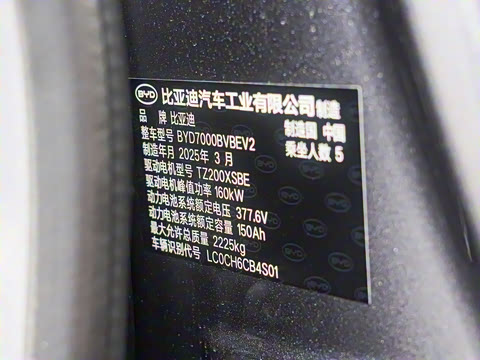 BYD 比亚迪汽车工业有限公司 制造
品 牌 比亚迪 制造国 中国
整车型号 BYD7000BVBEV2 乘坐人数 5
制造年月 2025年 3 月
驱动电机型号 TZ200XSBE
驱动电机峰值功率 160kW
动力电池系统额定电压 377.6V
动力电池系统额定容量 150Ah
最大允许总质量 2225kg
车辆识别代号 LC0CH6CB4S01